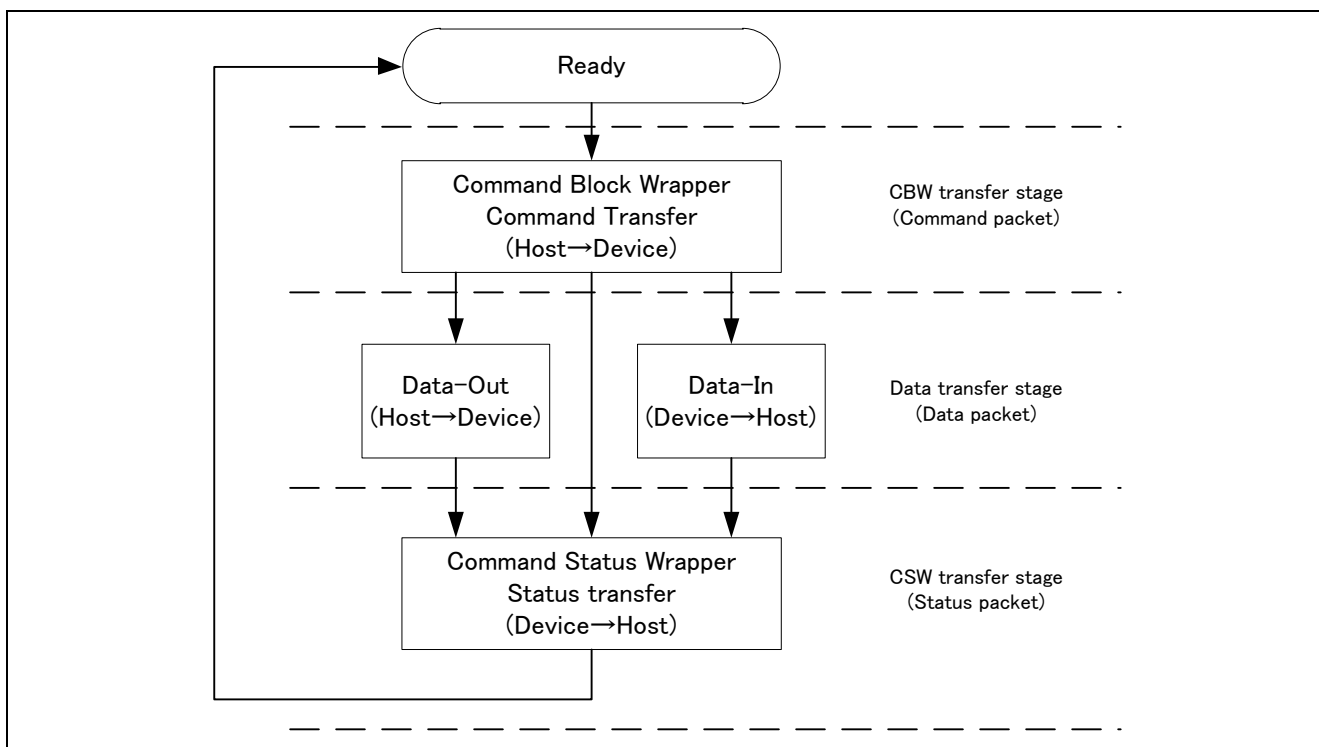 Ready
Command Block Wrapper
Command Transfer
(Host→Device)
CBW transfer stage
(Command packet)
Data-Out
(Host→Device)
Data-In
(Device→Host)
Data transfer stage
(Data packet)
Command Status Wrapper
Status transfer
(Device→Host)
CSW transfer stage
(Status packet)